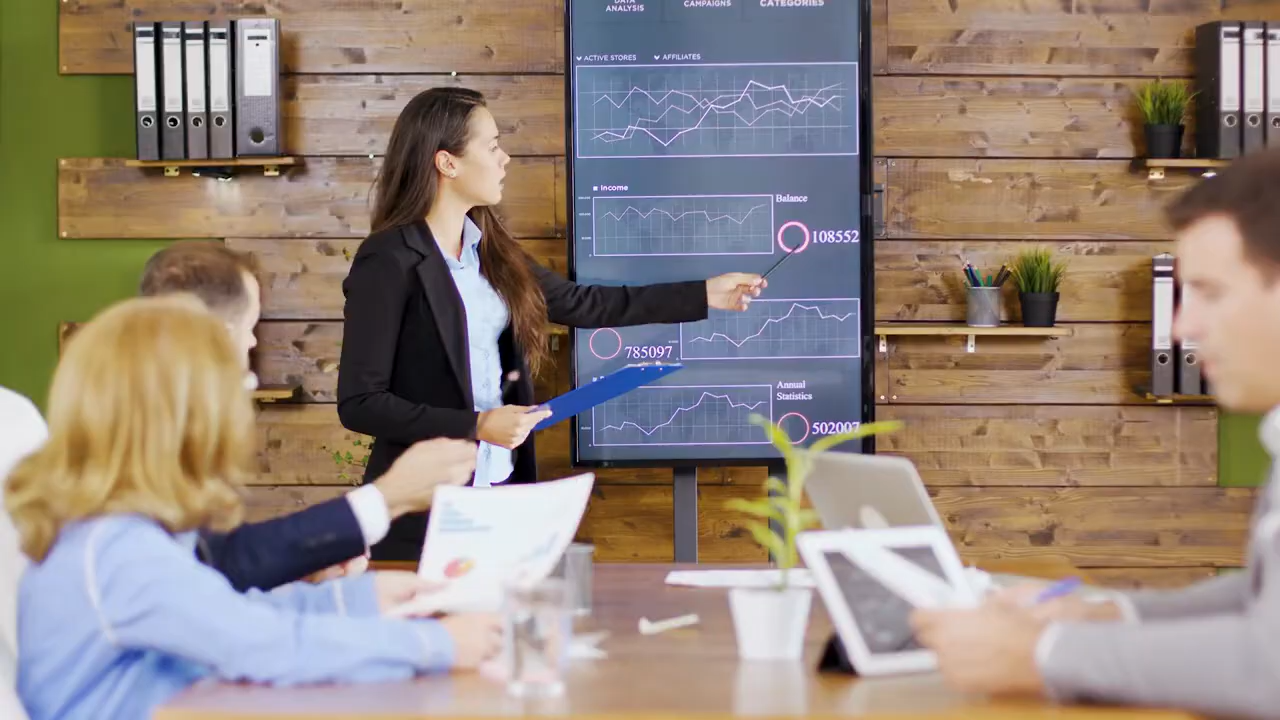 DATA
ANALYSIS
CAMPAIGNS
CATEGORIES
ACTIVE STORES
AFFILIATES
Income
Balance
108552
785097
Annual
Statistics
502007